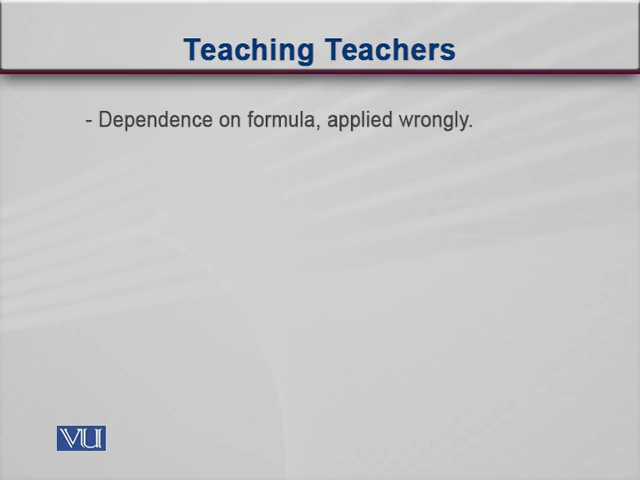 Teaching Teachers
- Dependence on formula, applied wrongly.
VU